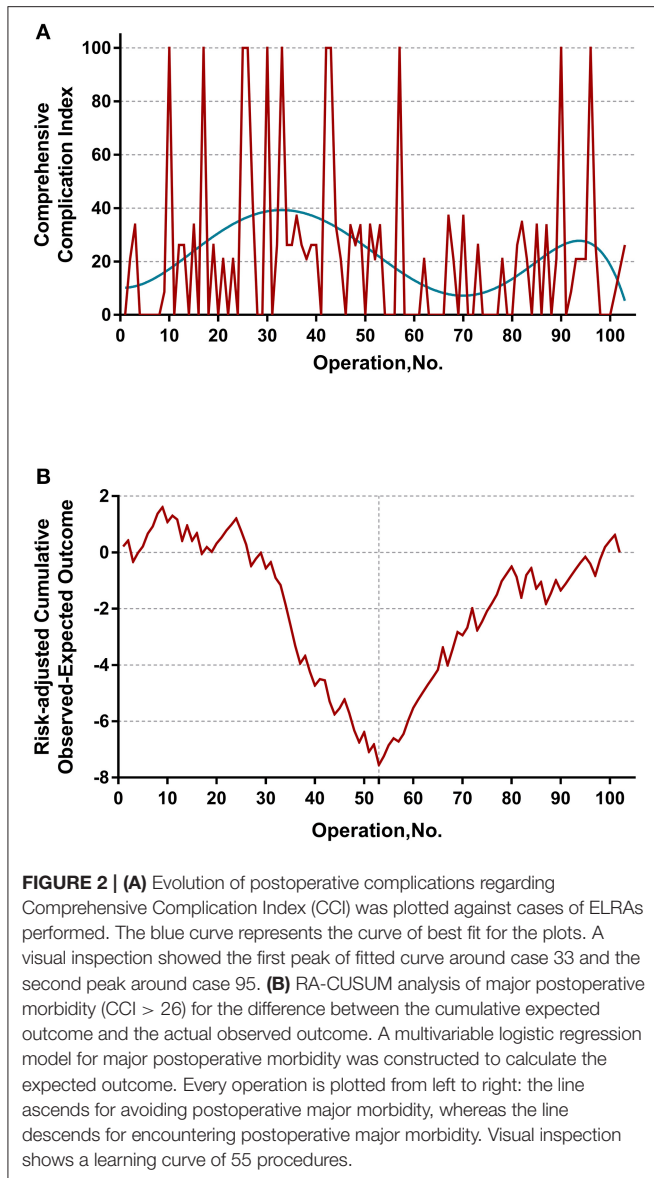 A
Comprehensive
Complication Index
100
80
60
40
20
0
0 10 20 30 40 50 60 70 80 90 100
Operation,No.
B
Risk-adjusted Cumulative
Observed-Expected Outcome
2
0
-2
-4
-6
-8
0 10 20 30 40 50 60 70 80 90 100
Operation,No.
FIGURE 2 | (A) Evolution of postoperative complications regarding
Comprehensive Complication Index (CCI) was plotted against cases of ELRAs
performed. The blue curve represents the curve of best fit for the plots. A
visual inspection showed the first peak of fitted curve around case 33 and the
second peak around case 95. (B) RA-CUSUM analysis of major postoperative
morbidity (CCI > 26) for the difference between the cumulative expected
outcome and the actual observed outcome. A multivariable logistic regression
model for major postoperative morbidity was constructed to calculate the
expected outcome. Every operation is plotted from left to right: the line
ascends for avoiding postoperative major morbidity, whereas the line
descends for encountering postoperative major morbidity. Visual inspection
shows a learning curve of 55 procedures.